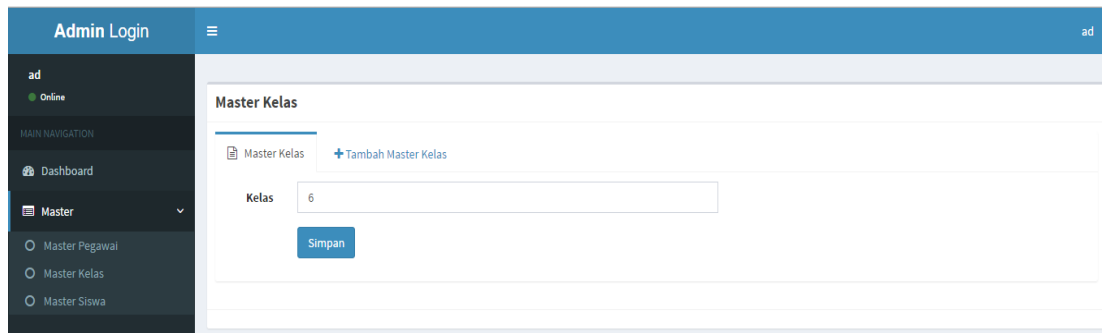 Admin Login
ad
ad
Online
MAIN NAVIGATION
Dashboard
Master
Master Pegawai
Master Kelas
Master Siswa
Master Kelas
Master Kelas
Tambah Master Kelas
Kelas
6
Simpan